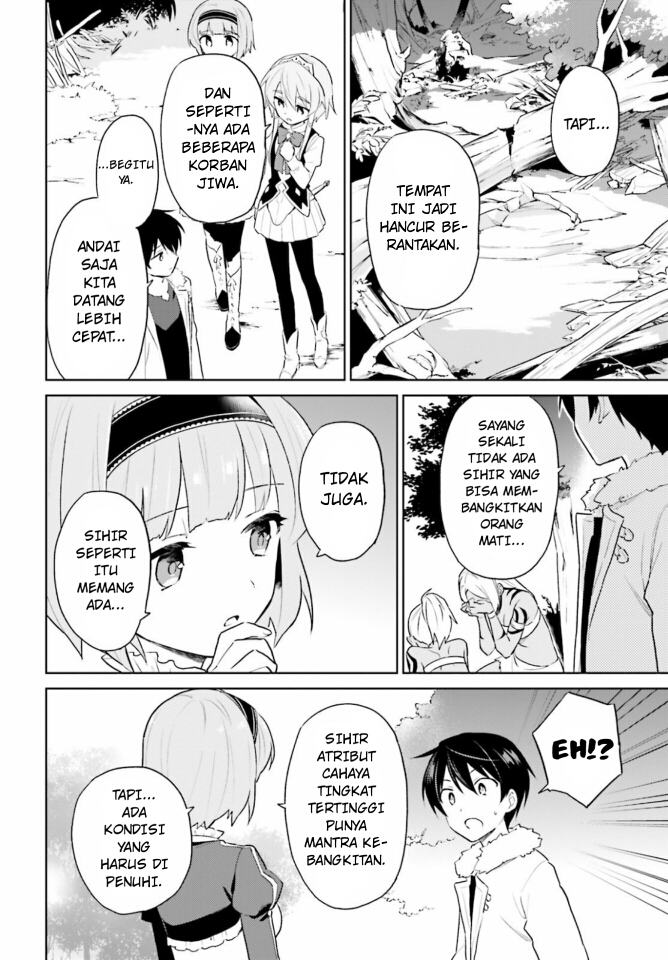 TAPI...
TEMPAT
INI JADI
HANCUR BE-
RANTAKAN.
DAN
SEPERTI
-NYA ADA
BEBERAPA
KORBAN
JIWA.
...BEGITU
YA.
ANDAI
SAJA
KITA
DATANG
LEBIH
CEPAT...
SAYANG
SEKALI
TIDAK ADA
SIHIR YANG
BISA MEM-
BANGKITKAN
ORANG
MATI...
TIDAK
JUGA.
SIHIR
SEPERTI
ITU
MEMANG
ADA...
EH!?
SIHIR
ATRIBUT
CAHAYA
TINGKAT
TERTINGGI
PUNYA
MANTRA KE-
BANGKITAN.
TAPI...
ADA
KONDISI
YANG
HARUS DI
PENUHI.